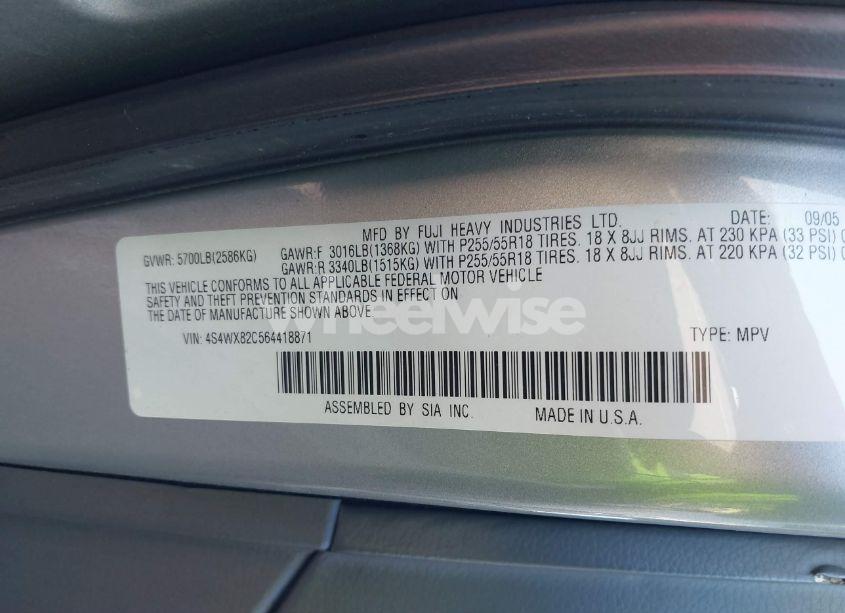 MFD BY FUJI HEAVY INDUSTRIES LTD. DATE: 09/05
GVWR: 5700LB(2586KG) GAWR:F 3016LB(1368KG) WITH P255/55R18 TIRES. 18 X 8JJ RIMS. AT 230 KPA (33 PSI)
GAWR:R 3340LB(1515KG) WITH P255/55R18 TIRES. 18 X 8JJ RIMS. AT 220 KPA (32 PSI)
THIS VEHICLE CONFORMS TO ALL APPLICABLE FEDERAL MOTOR VEHICLE
SAFETY AND THEFT PREVENTION STANDARDS IN EFFECT ON
THE DATE OF MANUFACTURE SHOWN ABOVE.
wheelwise
VIN: 4S4WX82C564418871 TYPE: MPV
ASSEMBLED BY SIA INC. MADE IN U.S.A.